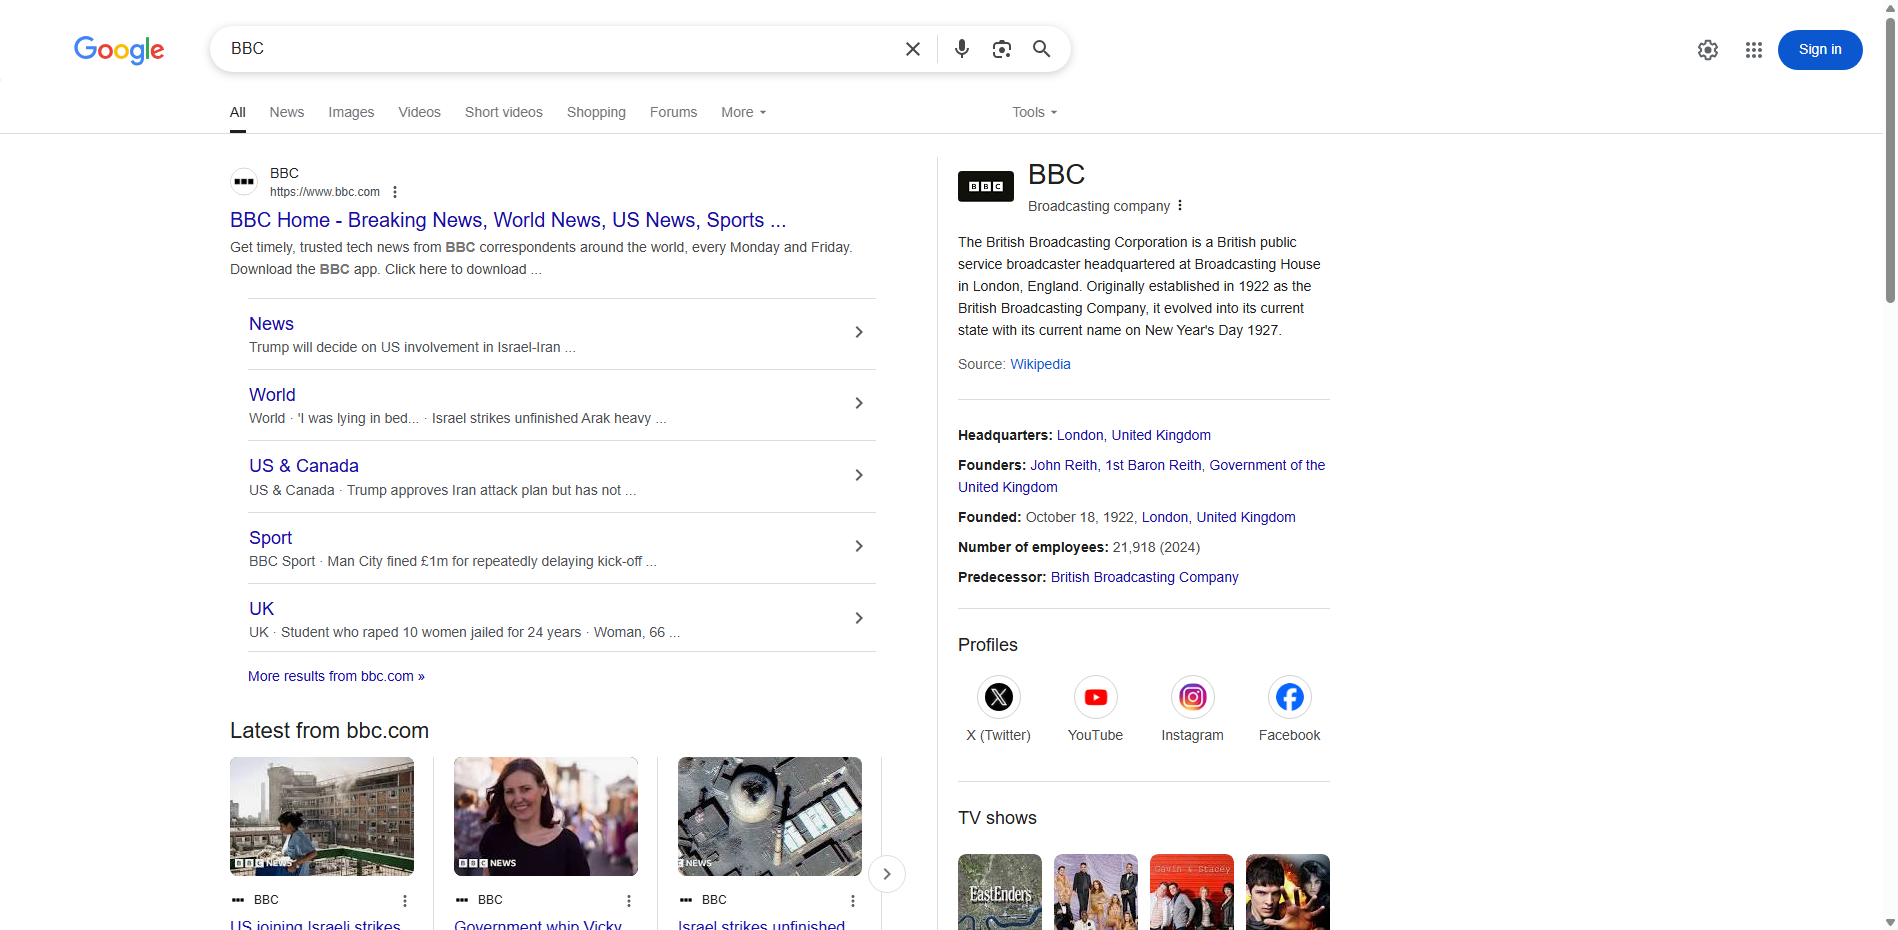 Google
BBC
Sign in
All
News
Images
Videos
Short videos
Shopping
Forums
More
Tools
BBC
https://www.bbc.com
BBC Home - Breaking News, World News, US News, Sports ...
Get timely, trusted tech news from BBC correspondents around the world, every Monday and Friday.
Download the BBC app. Click here to download ...
News
Trump will decide on US involvement in Israel-Iran ...
World
World · 'I was lying in bed... · Israel strikes unfinished Arak heavy ...
US & Canada
US & Canada · Trump approves Iran attack plan but has not ...
Sport
BBC Sport · Man City fined £1m for repeatedly delaying kick-off ...
UK
UK · Student who raped 10 women jailed for 24 years · Woman, 66 ...
More results from bbc.com »
Latest from bbc.com
BBC NEWS
BBC NEWS
NEWS
BBC
BBC
BBC
US joining Israeli strikes
Government whip Vicky
Israel strikes unfinished
BBC
BBC
Broadcasting company
The British Broadcasting Corporation is a British public
service broadcaster headquartered at Broadcasting House
in London, England. Originally established in 1922 as the
British Broadcasting Company, it evolved into its current
state with its current name on New Year's Day 1927.
Source: Wikipedia
Headquarters: London, United Kingdom
Founders: John Reith, 1st Baron Reith, Government of the
United Kingdom
Founded: October 18, 1922, London, United Kingdom
Number of employees: 21,918 (2024)
Predecessor: British Broadcasting Company
Profiles
X (Twitter)
YouTube
Instagram
Facebook
TV shows
EastEnders
Gavin & Stacey